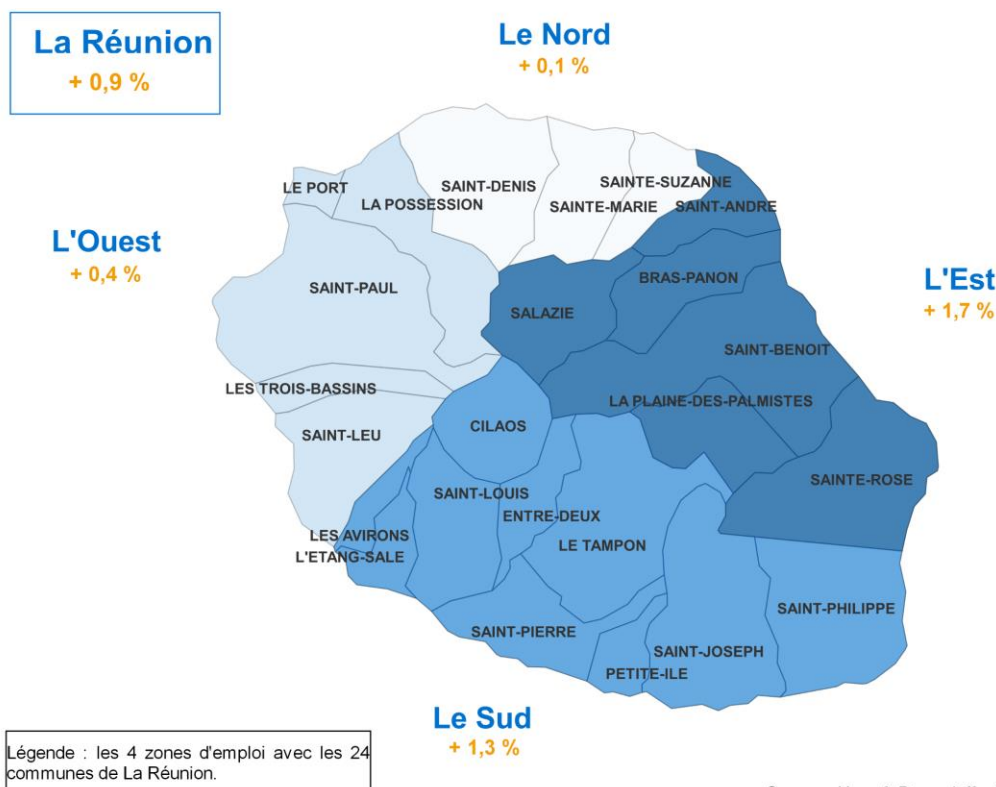 La Réunion
+ 0,9 %
Le Nord
+ 0,1 %
L'Ouest
+ 0,4 %
L'Est
+ 1,7 %
LE PORT
LA POSSESSION
SAINT-DENIS
SAINTE-MARIE
SAINTE-SUZANNE
SAINT-ANDRE
SAINT-PAUL
SALAZIE
BRAS-PANON
SAINT-BENOIT
LES TROIS-BASSINS
LA PLAINE-DES-PALMISTES
SAINT-LEU
CILAOS
SAINTE-ROSE
SAINT-LOUIS
ENTRE-DEUX
LES AVIRONS
LE TAMPON
L'ETANG-SALE
SAINT-PHILIPPE
SAINT-PIERRE
SAINT-JOSEPH
PETITE-ILE
Le Sud
+ 1,3 %
Légende : les 4 zones d'emploi avec les 24
communes de La Réunion.